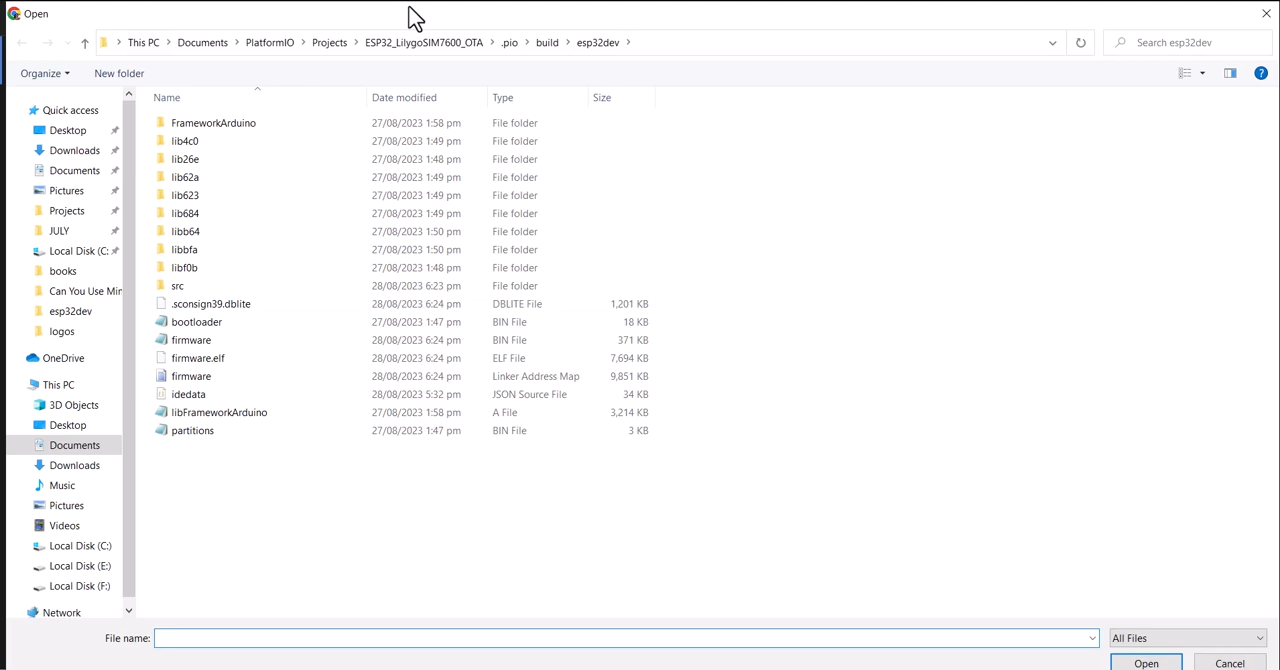 Open
This PC Documents PlatformIO Projects ESP32_LilygoSIM7600_OTA .pio build esp32dev Search esp32dev
Organize New folder
Name Date modified Type Size
Quick access
Desktop
Downloads
Documents
Pictures
Projects
JULY
Local Disk (C:
books
Can You Use Mir
esp32dev
logos
OneDrive
This PC
3D Objects
Desktop
Documents
Downloads
Music
Pictures
Videos
Local Disk (C:)
Local Disk (E:)
Local Disk (F:)
Network
FrameworkArduino 27/08/2023 1:58 pm File folder
lib4c0 27/08/2023 1:49 pm File folder
lib26e 27/08/2023 1:48 pm File folder
lib62a 27/08/2023 1:49 pm File folder
lib623 27/08/2023 1:49 pm File folder
lib684 27/08/2023 1:49 pm File folder
libb64 27/08/2023 1:50 pm File folder
libbfa 27/08/2023 1:50 pm File folder
libf0b 27/08/2023 1:48 pm File folder
src 28/08/2023 6:23 pm File folder
.sconsign39.dblite 28/08/2023 6:24 pm DBLITE File 1,201 KB
bootloader 27/08/2023 1:47 pm BIN File 18 KB
firmware 28/08/2023 6:24 pm BIN File 371 KB
firmware.elf 28/08/2023 6:24 pm ELF File 7,694 KB
firmware 28/08/2023 6:24 pm Linker Address Map 9,851 KB
idedata 28/08/2023 5:32 pm JSON Source File 34 KB
libFrameworkArduino 27/08/2023 1:58 pm A File 3,214 KB
partitions 27/08/2023 1:47 pm BIN File 3 KB
File name: All Files
Open Cancel